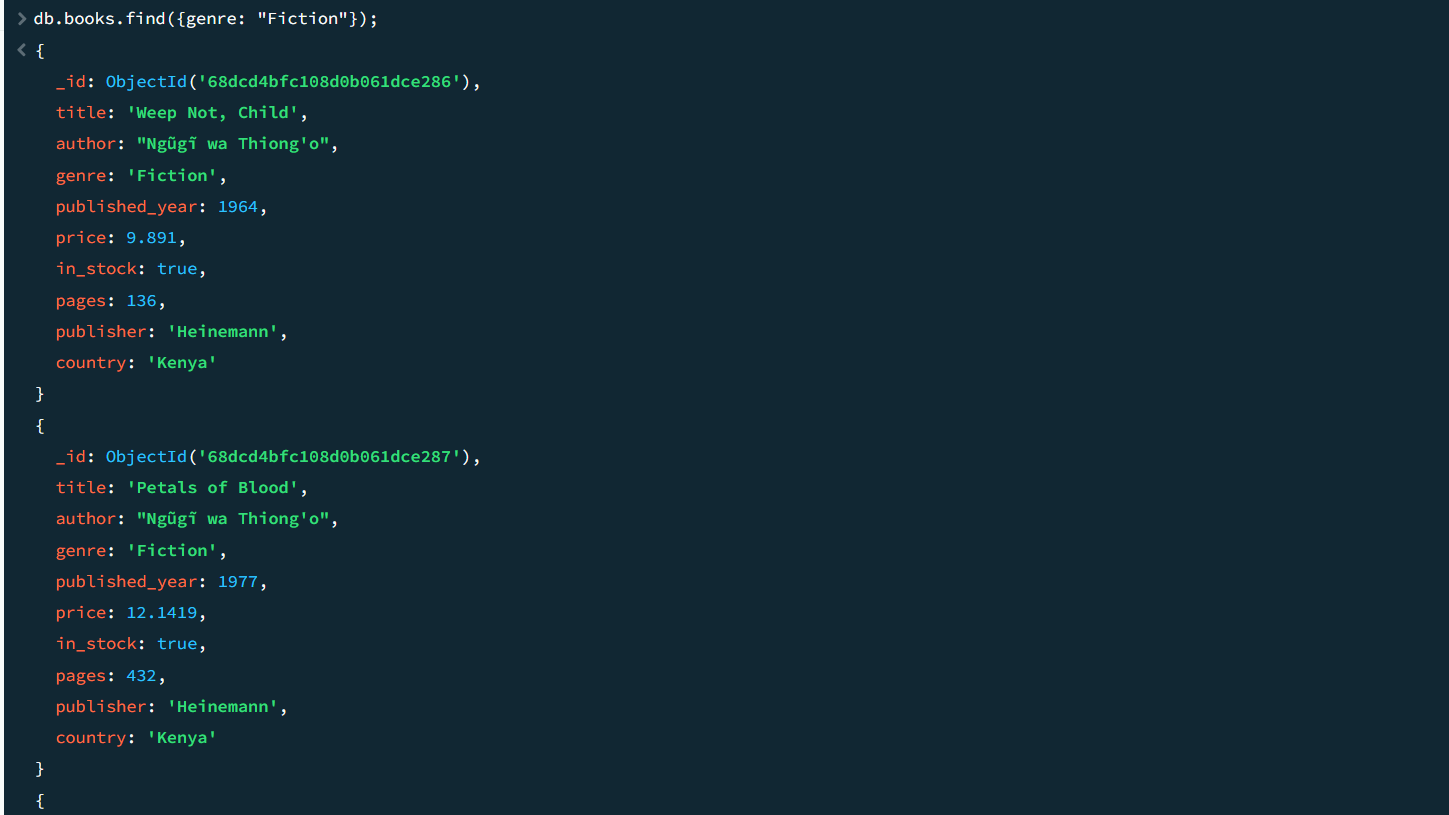 > db.books.find({genre: "Fiction"});
< {
_id: ObjectId('68dcd4bfc108d0b061dce286'),
title: 'Weep Not, Child',
author: "Ngũgĩ wa Thiong'o",
genre: 'Fiction',
published_year: 1964,
price: 9.891,
in_stock: true,
pages: 136,
publisher: 'Heinemann',
country: 'Kenya'
}
{
_id: ObjectId('68dcd4bfc108d0b061dce287'),
title: 'Petals of Blood',
author: "Ngũgĩ wa Thiong'o",
genre: 'Fiction',
published_year: 1977,
price: 12.1419,
in_stock: true,
pages: 432,
publisher: 'Heinemann',
country: 'Kenya'
}
{